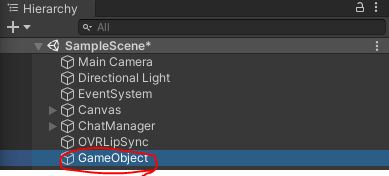 Hierarchy
All
SampleScene*
Main Camera
Directional Light
EventSystem
Canvas
ChatManager
OVRLipSync
GameObject